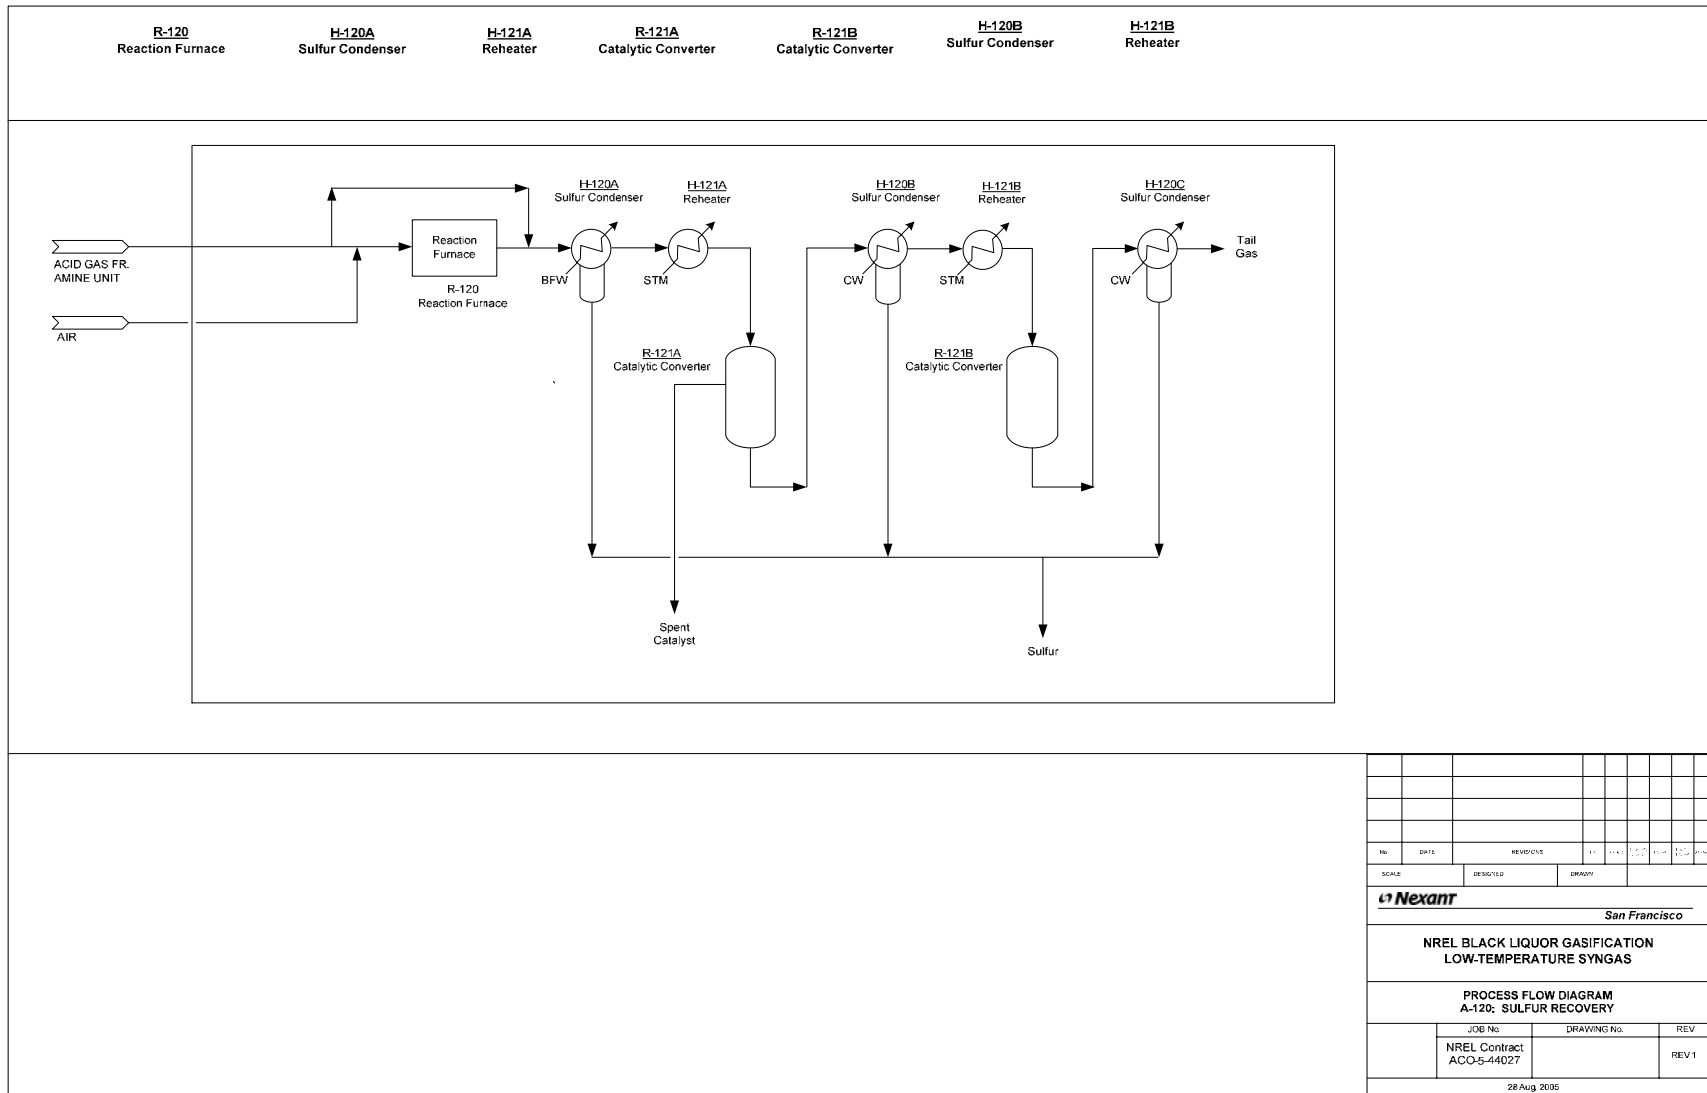 R-120
Reaction Furnace
H-120A
Sulfur Condenser
H-121A
Reheater
R-121A
Catalytic Converter
R-121B
Catalytic Converter
H-120B
Sulfur Condenser
H-121B
Reheater
H-120A
Sulfur Condenser
H-121A
Reheater
H-120B
Sulfur Condenser
H-121B
Reheater
H-120C
Sulfur Condenser
ACID GAS FR.
AMINE UNIT
AIR
Reaction
Furnace
R-120
Reaction Furnace
BFW
STM
CW
STM
CW
Tail
Gas
R-121A
Catalytic Converter
R-121B
Catalytic Converter
Spent
Catalyst
Sulfur
No
DATE
REVISIONS
SCALE
DESIGNED
DRAWN
Nexant
San Francisco
NREL BLACK LIQUOR GASIFICATION
LOW-TEMPERATURE SYNGAS
PROCESS FLOW DIAGRAM
A-120: SULFUR RECOVERY
JOB No
DRAWING No.
REV
NREL Contract
ACO-5-44027
REV 1
28 Aug. 2005